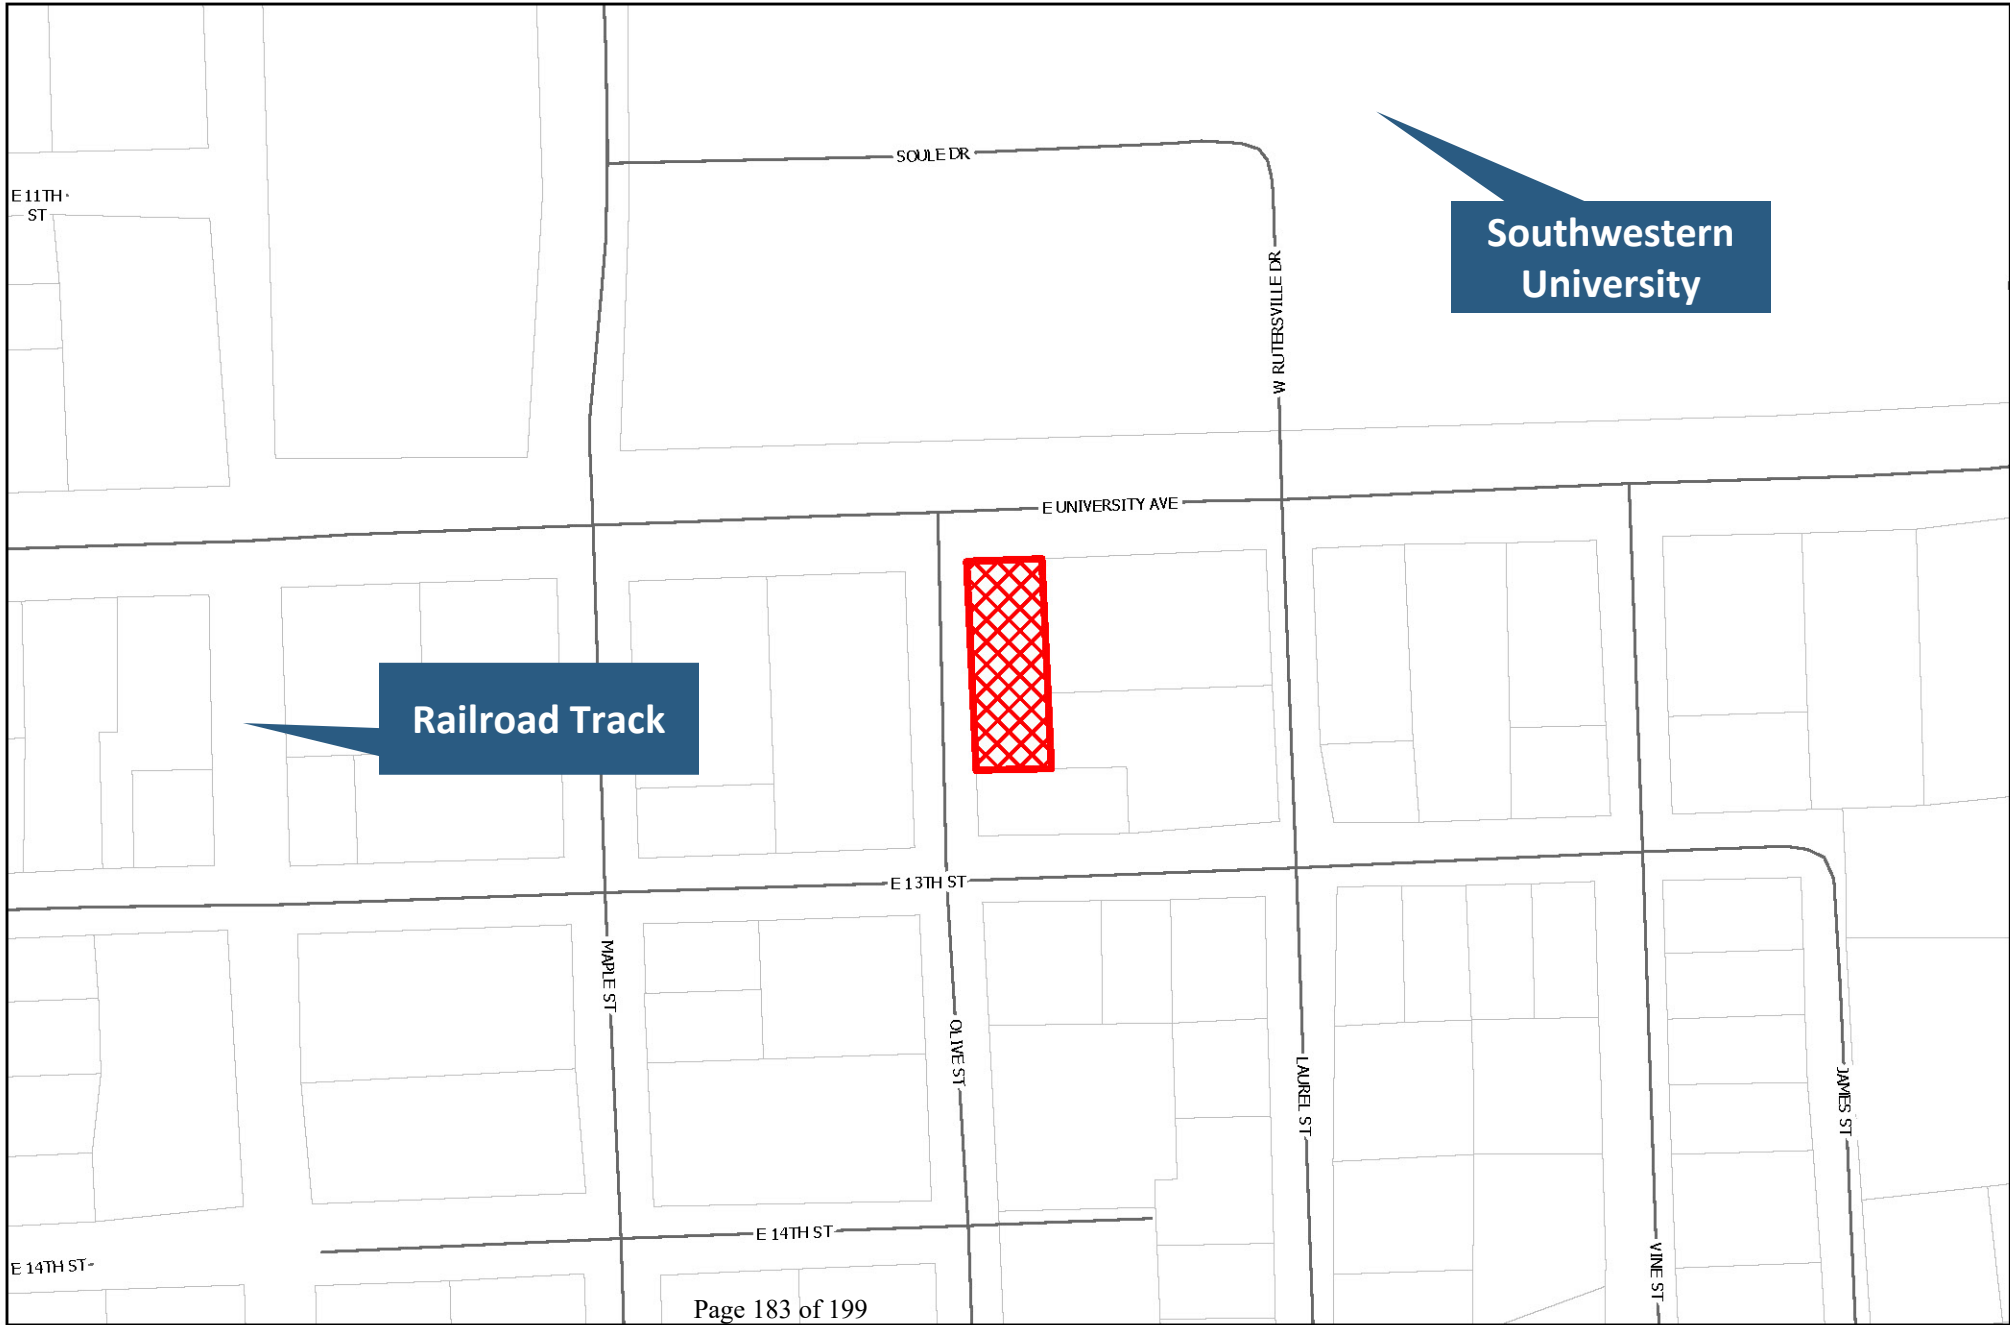 SOULE DR
E 11TH
ST
Southwestern
University
W RUTERSVILLE DR
E UNIVERSITY AVE
Railroad Track
E 13TH ST
MAPLE ST
OLIVE ST
LAUREL ST
JAMES ST
E 14TH ST
E 14TH ST
VINE ST
Page 183 of 199